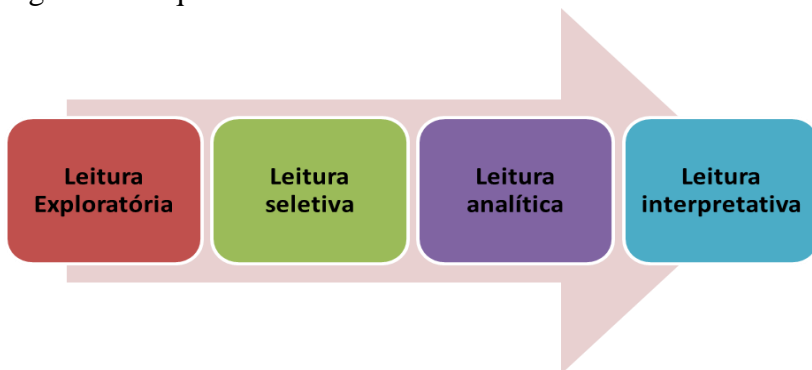 Leitura
Exploratória
Leitura
seletiva
Leitura
analítica
Leitura
interpretativa